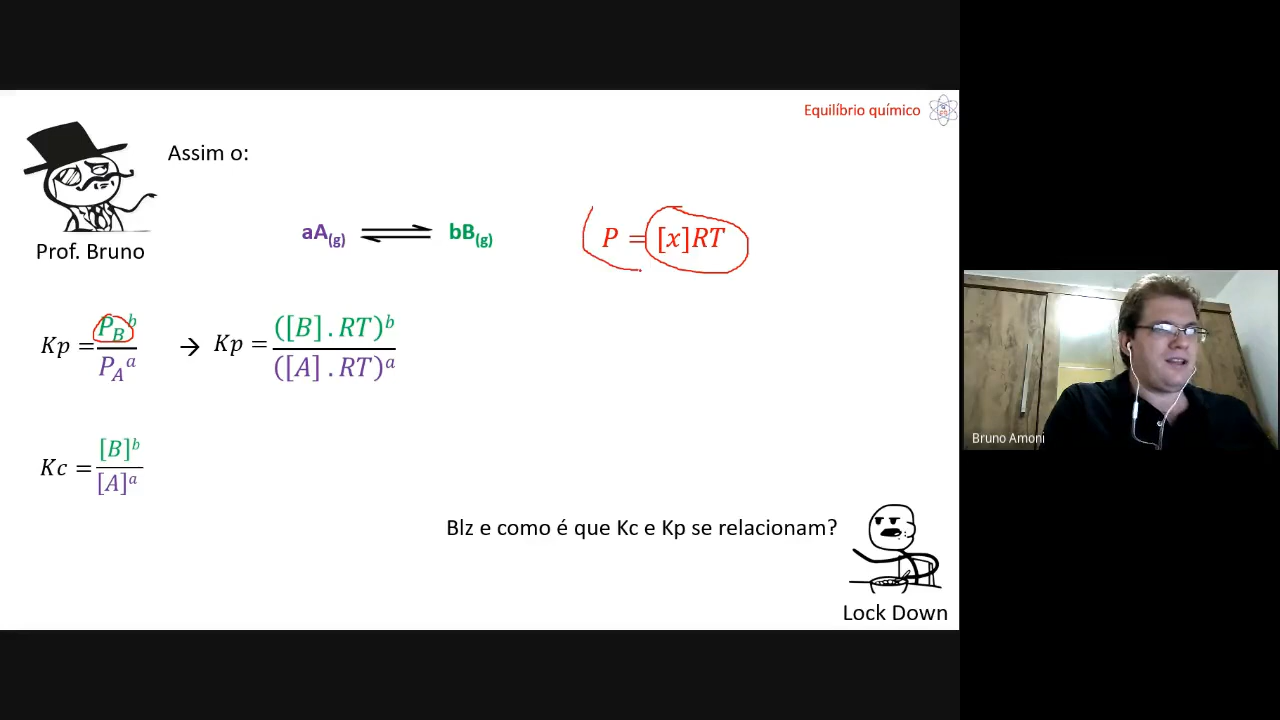 Equilíbrio químico
Assim o:
Prof. Bruno
aA(g) ⇌ bB(g)
P = [x]RT
Kp = P_B^b / P_A^a → Kp = ([B] . RT)^b / ([A] . RT)^a
Kc = [B]^b / [A]^a
Blz e como é que Kc e Kp se relacionam?
Lock Down
Bruno Amoni